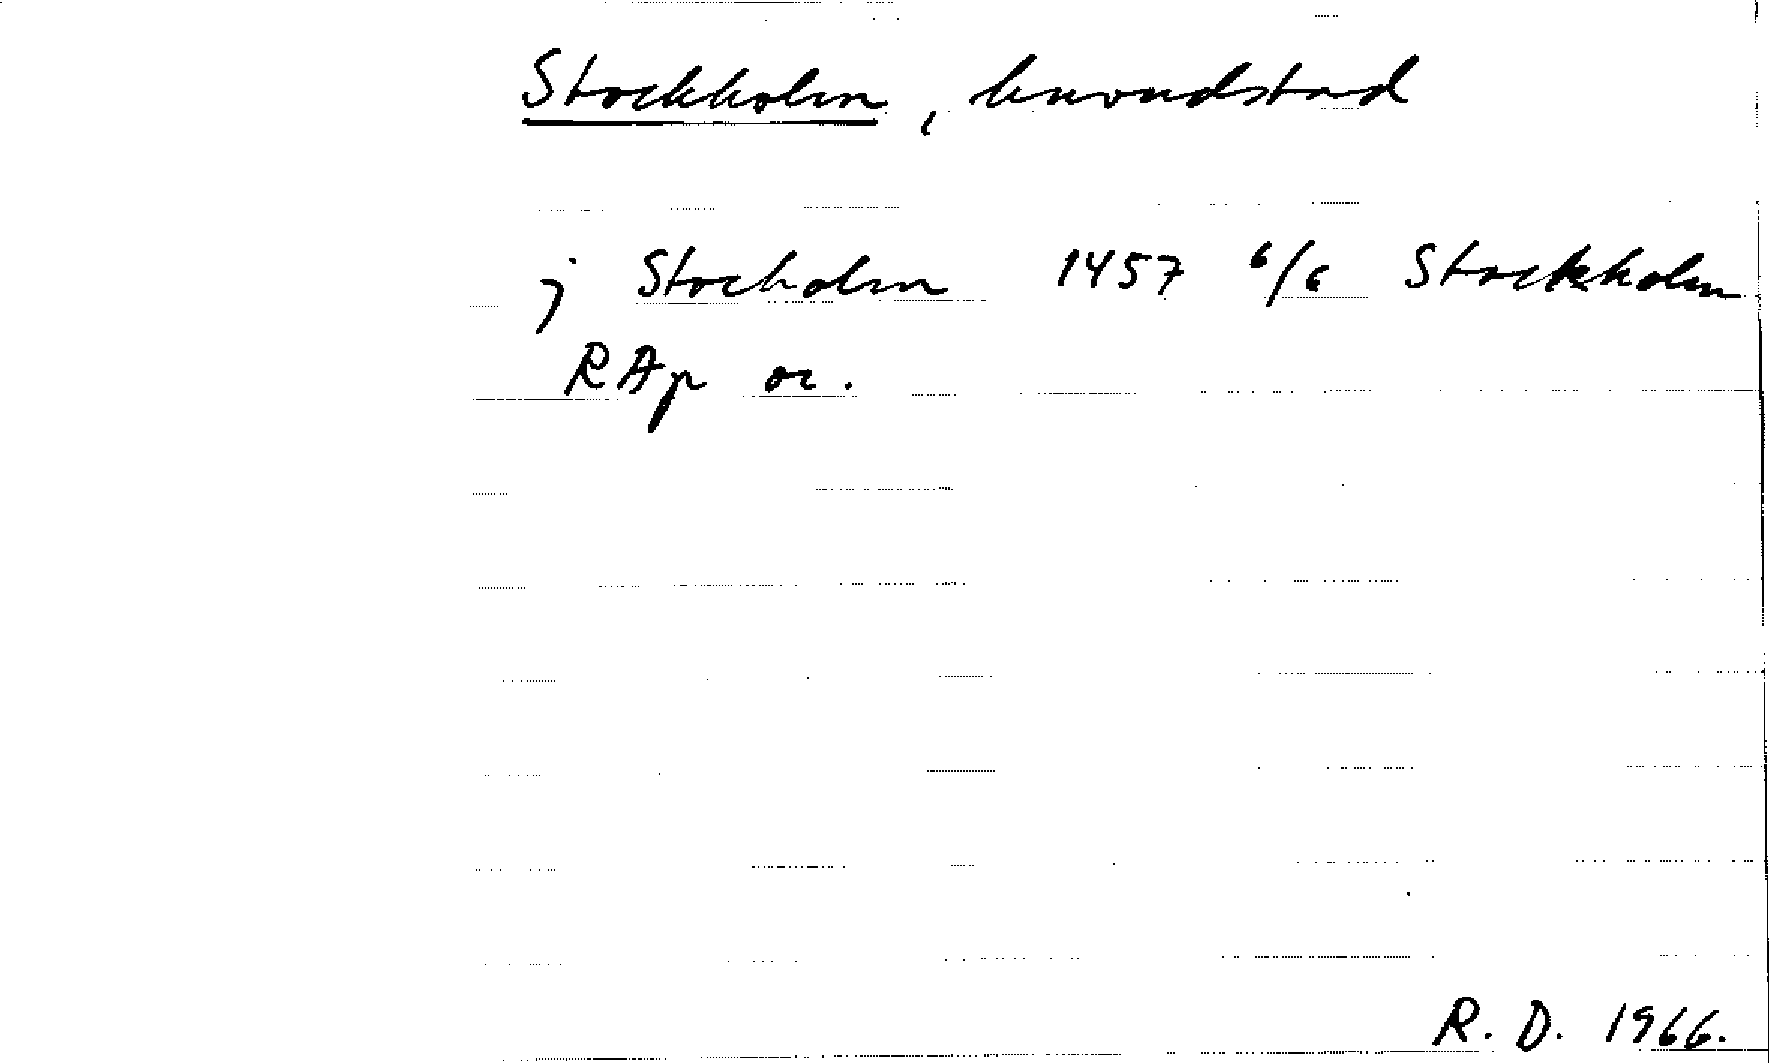 Stockholm, huvudstad
j Stocholm 1457 6/6 Stockholm
RAp or.
R. D. 1966.